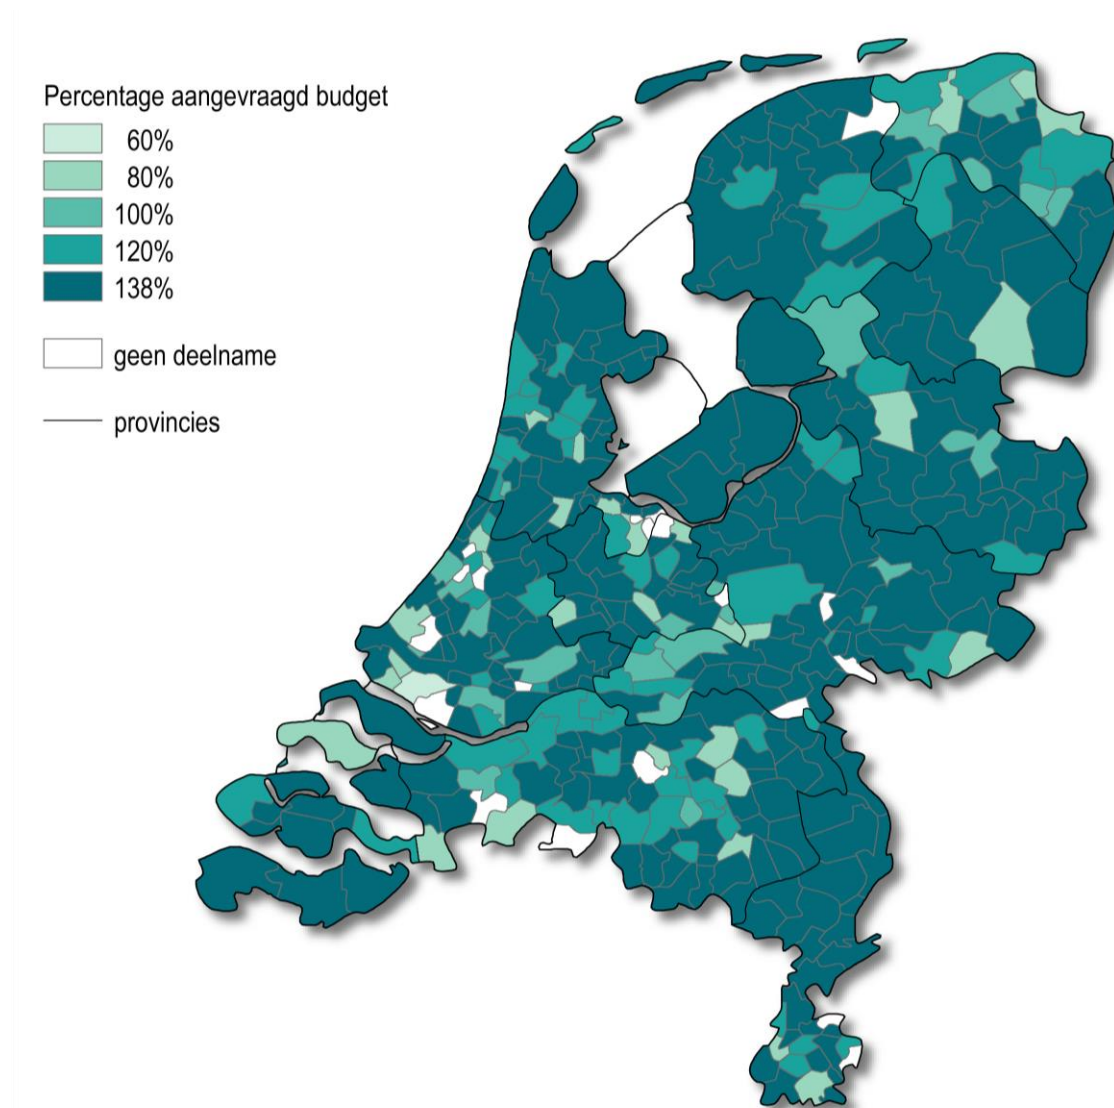 Percentage aangevraagd budget
60%
80%
100%
120%
138%
geen deelname
provincies